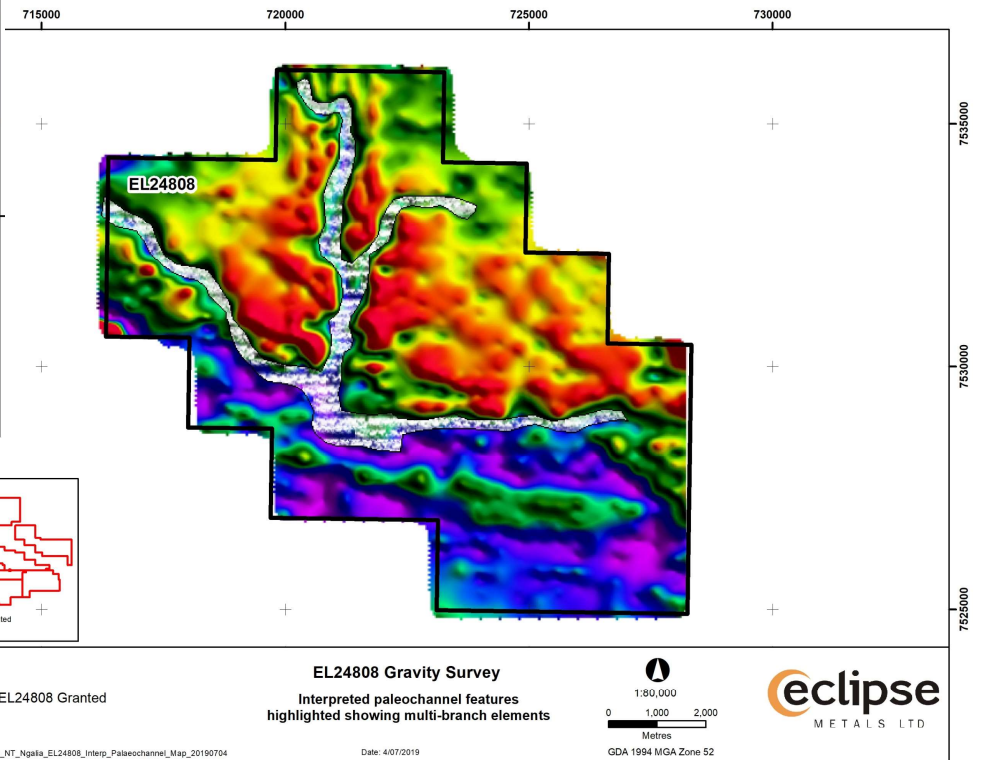 715000 720000 725000 730000
7535000
EL24808
7530000
ted
7525000
EL24808 Gravity Survey
Interpreted paleochannel features
highlighted showing multi-branch elements
EL24808 Granted
1:80,000
0 1,000 2,000
Metres
GDA 1994 MGA Zone 52
eclipse
METALS LTD
_NT_Ngalia_EL24808_Interp_Palaeochannel_Map_20190704
Date: 4/07/2019